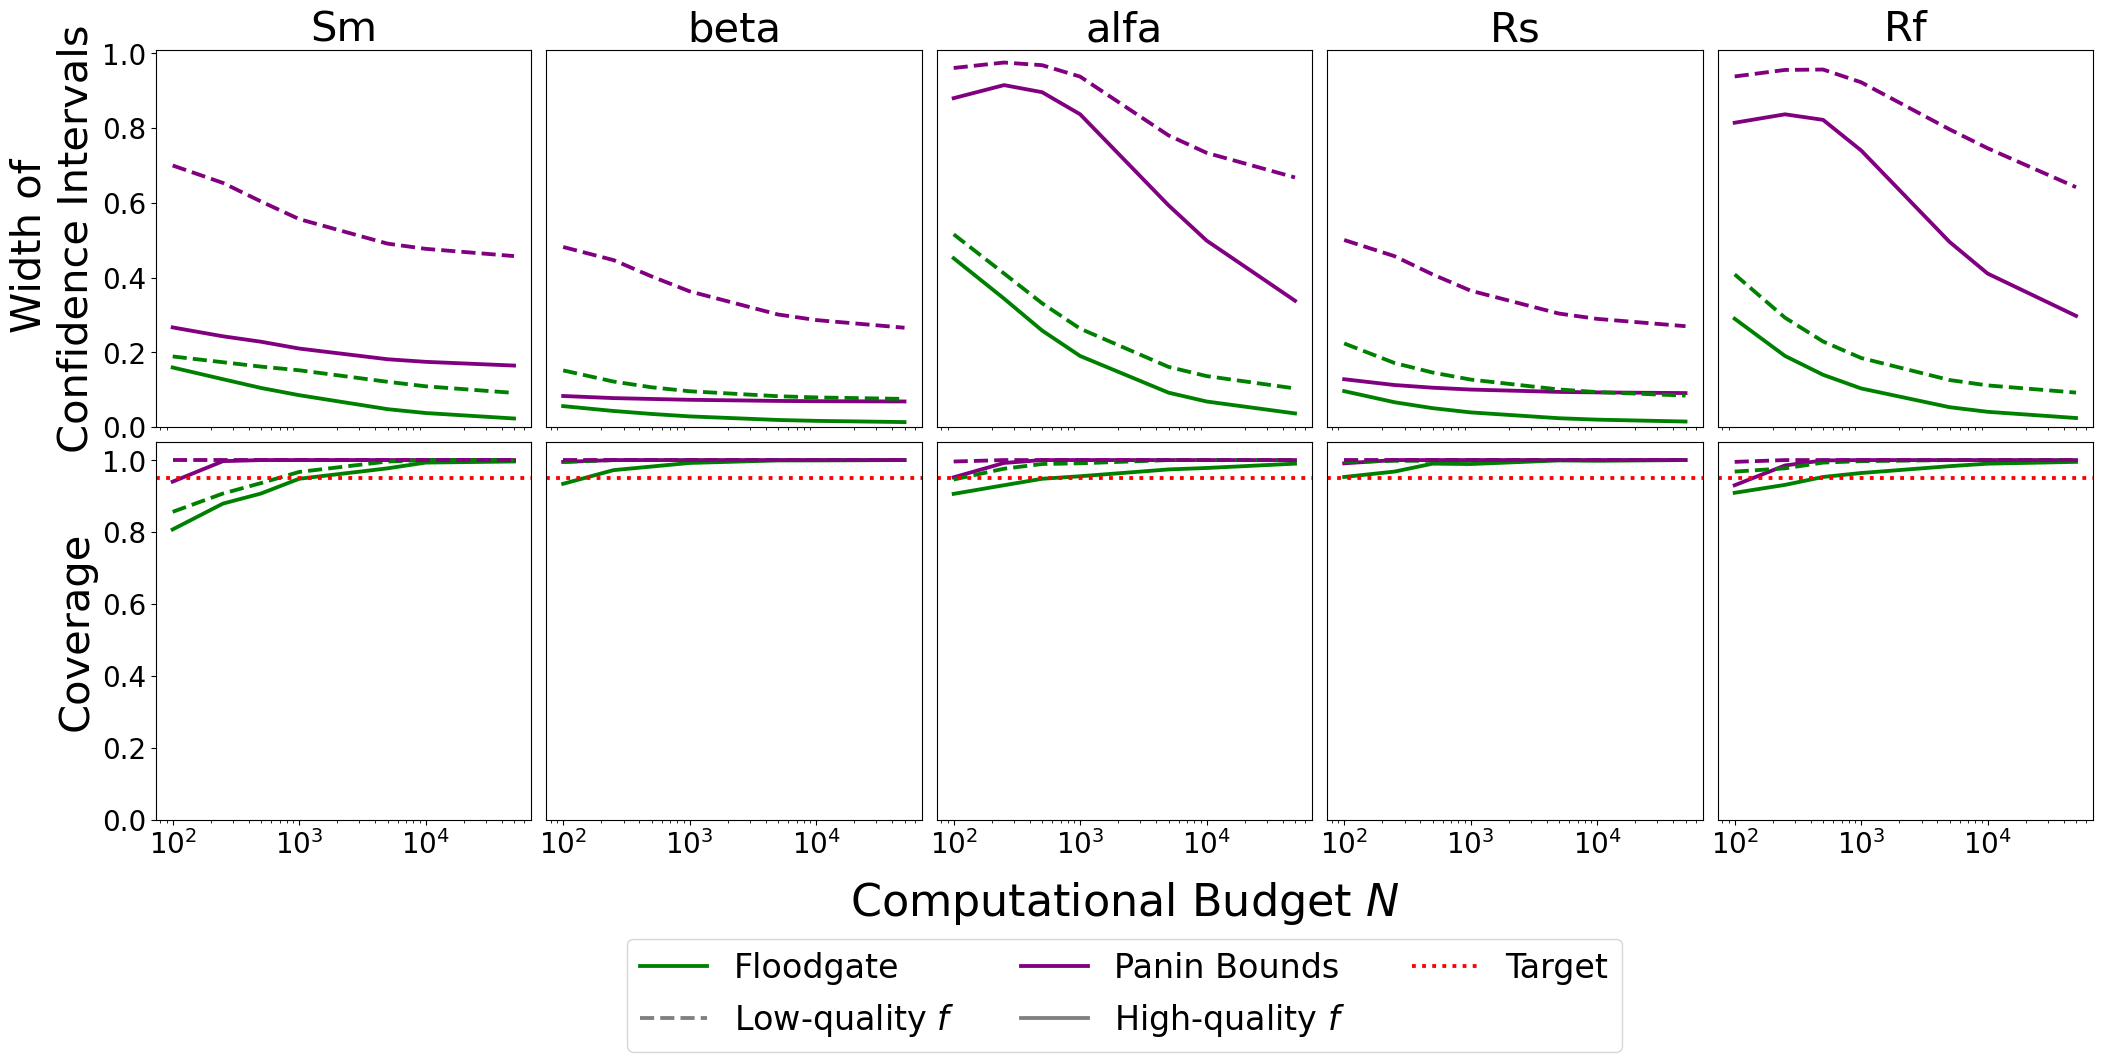 Sm beta alfa Rs Rf
Width of
Confidence Intervals
1.0
0.8
0.6
0.4
0.2
0.0
Coverage
1.0
0.8
0.6
0.4
0.2
0.0
10² 10³ 10⁴ 10² 10³ 10⁴ 10² 10³ 10⁴ 10² 10³ 10⁴ 10² 10³ 10⁴
Computational Budget N
Floodgate Panin Bounds Target
Low-quality f High-quality f